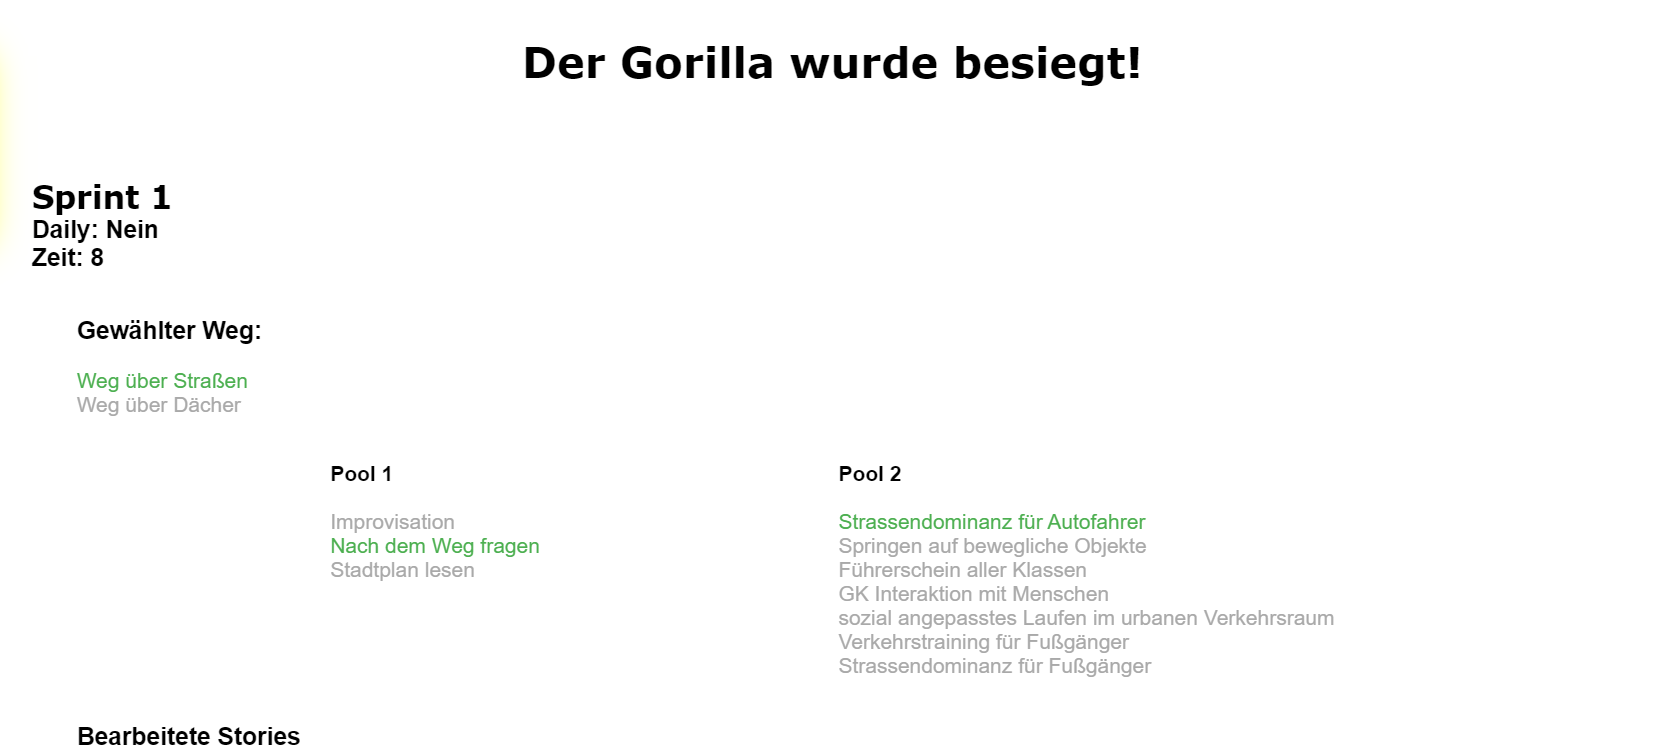 Der Gorilla wurde besiegt!
Sprint 1
Daily: Nein
Zeit: 8
Gewählter Weg:
Weg über Straßen
Weg über Dächer
Pool 1
Improvisation
Nach dem Weg fragen
Stadtplan lesen
Pool 2
Strassendominanz für Autofahrer
Springen auf bewegliche Objekte
Führerschein aller Klassen
GK Interaktion mit Menschen
sozial angepasstes Laufen im urbanen Verkehrsraum
Verkehrstraining für Fußgänger
Strassendominanz für Fußgänger
Bearbeitete Stories